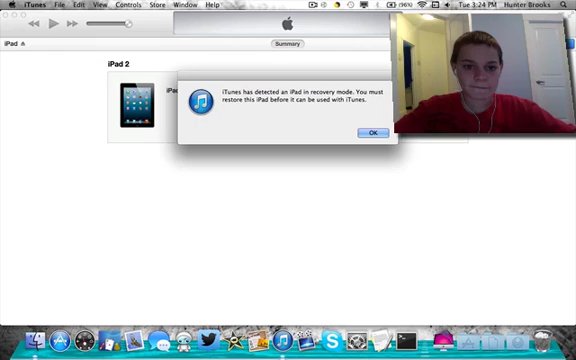 iTunes File Edit View Controls Store Window Help (96%) Tue 3:24 PM Hunter Brooks
iPad Summary
iPad 2
iPa
iTunes has detected an iPad in recovery mode. You must
restore this iPad before it can be used with iTunes.
OK